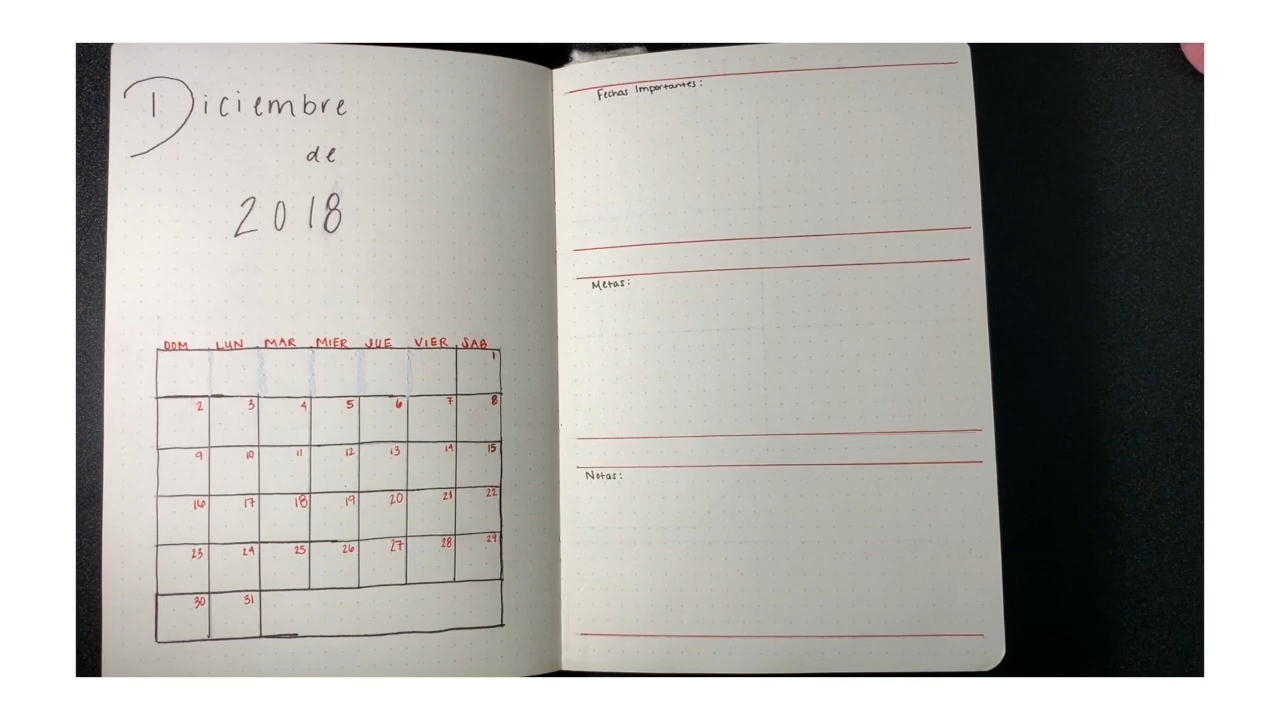 Diciembre
de
2018
DOM LUN MAR MIER JUE VIER SAB
1
2 3 4 5 6 7 8
9 10 11 12 13 14 15
16 17 18 19 20 21 22
23 24 25 26 27 28 29
30 31
Fechas Importantes:
Metas:
Notas: